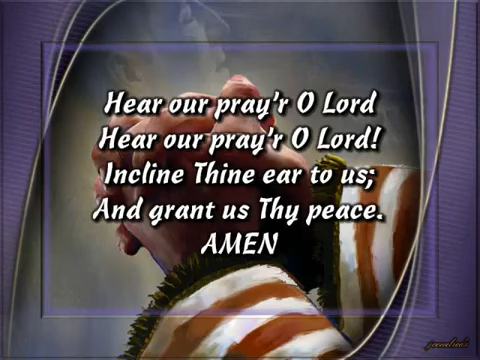 Hear our pray'r O Lord
Hear our pray'r O Lord!
Incline Thine ear to us;
And grant us Thy peace.
AMEN